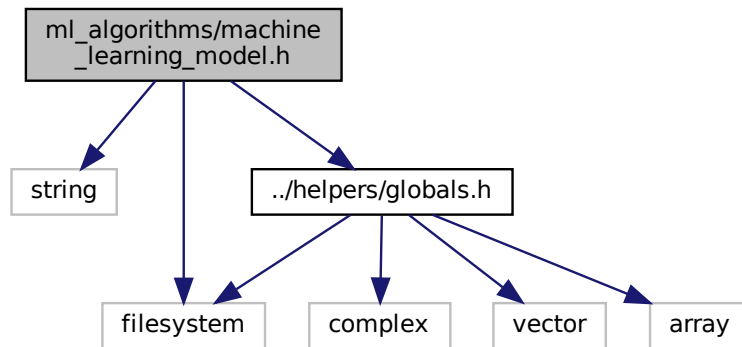 ml_algorithms/machine
_learning_model.h
string
../helpers/globals.h
filesystem
complex
vector
array